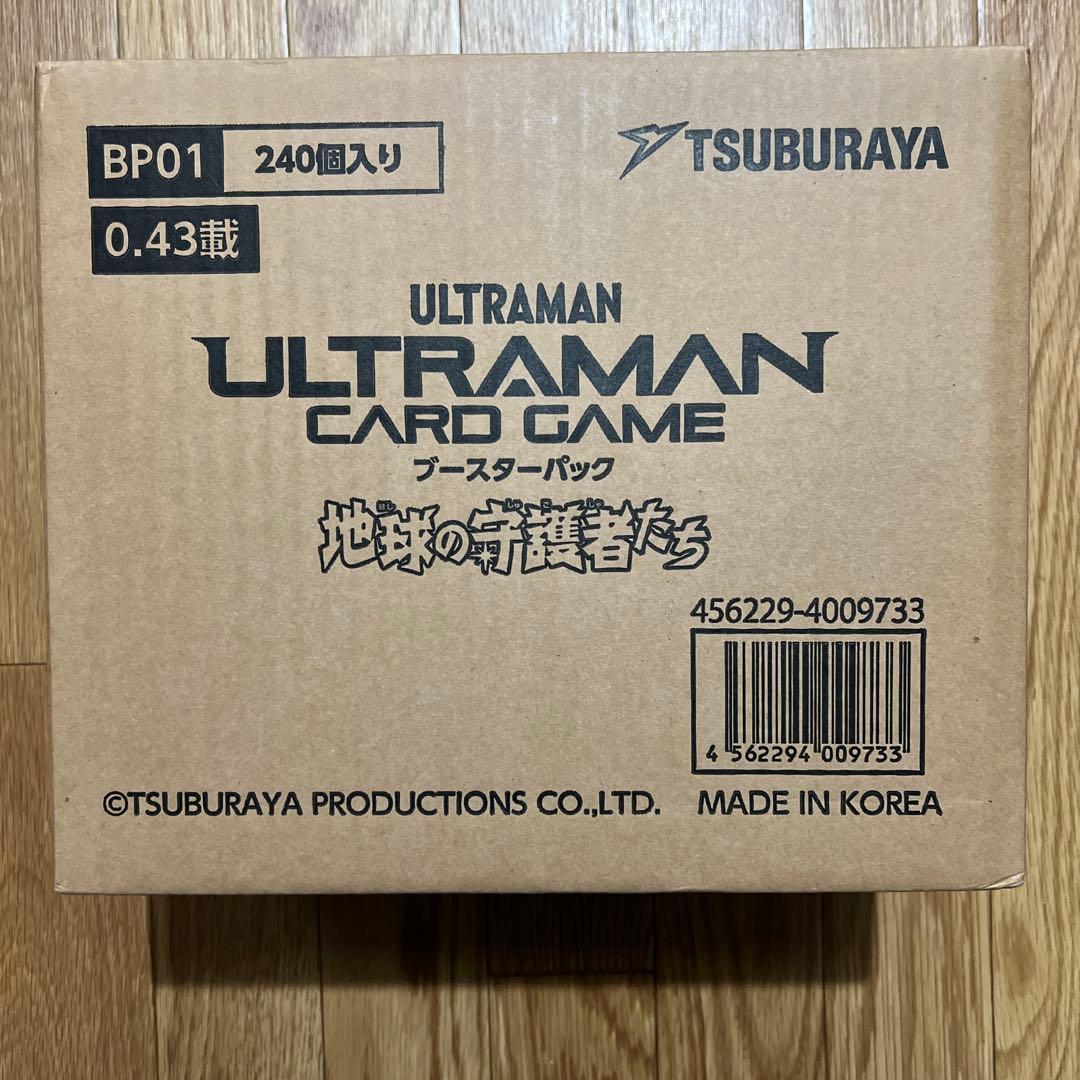 BP01 240個入り
TSUBURAYA
0.43載
ULTRAMAN
ULTRAMAN
CARD GAME
ブースターパック
地球の守護者たち
456229-4009733
4 562294 009733
©TSUBURAYA PRODUCTIONS CO.,LTD. MADE IN KOREA